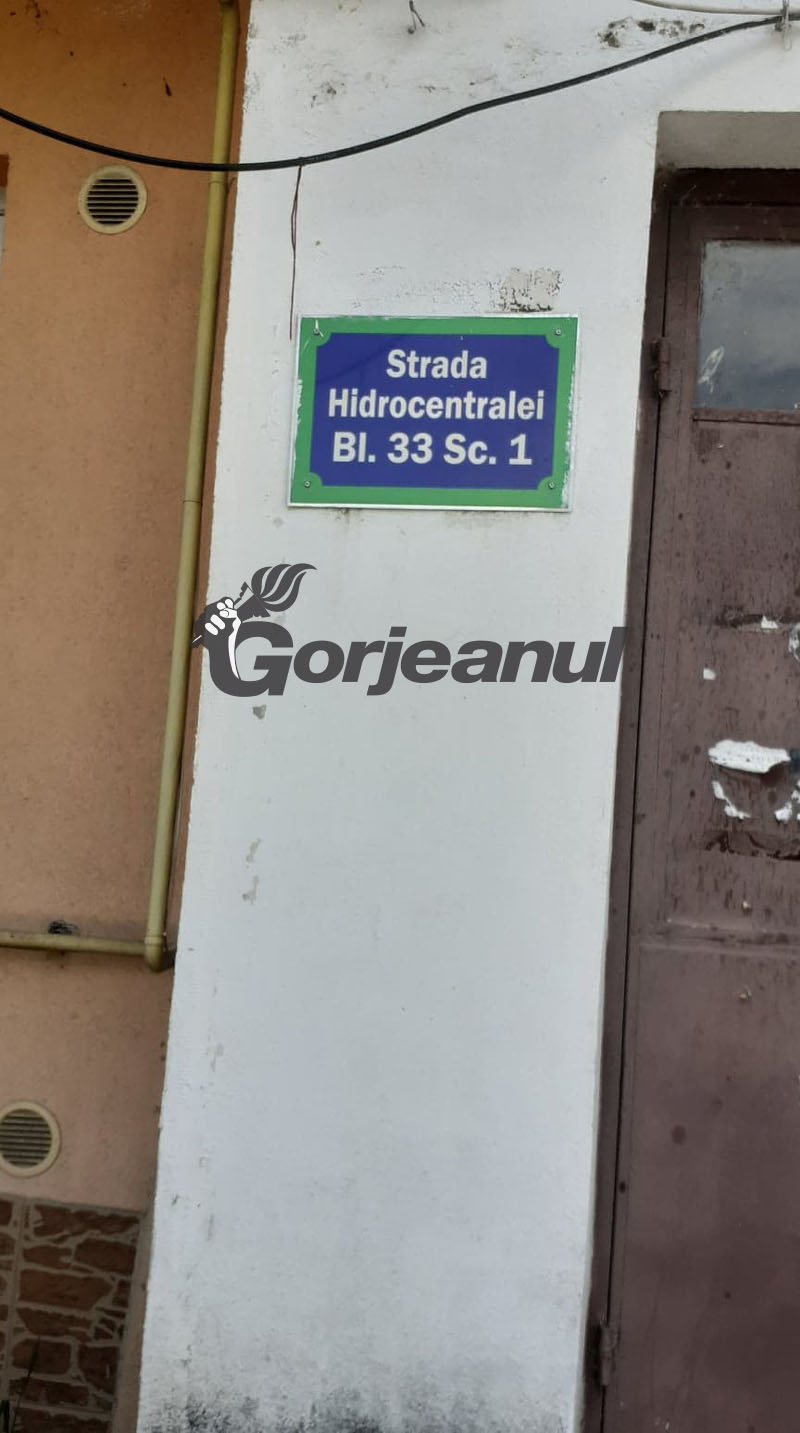 Strada
Hidrocentralei
Bl. 33 Sc. 1
Gorjeanul